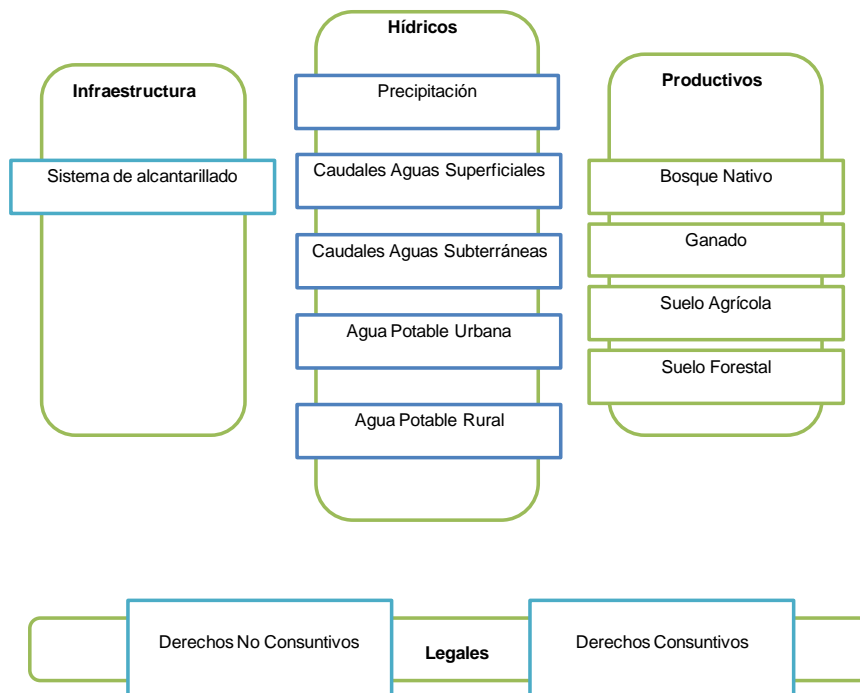 Infraestructura
Sistema de alcantarillado
Hídricos
Precipitación
Caudales Aguas Superficiales
Caudales Aguas Subterráneas
Agua Potable Urbana
Agua Potable Rural
Productivos
Bosque Nativo
Ganado
Suelo Agrícola
Suelo Forestal
Derechos No Consuntivos
Legales
Derechos Consuntivos